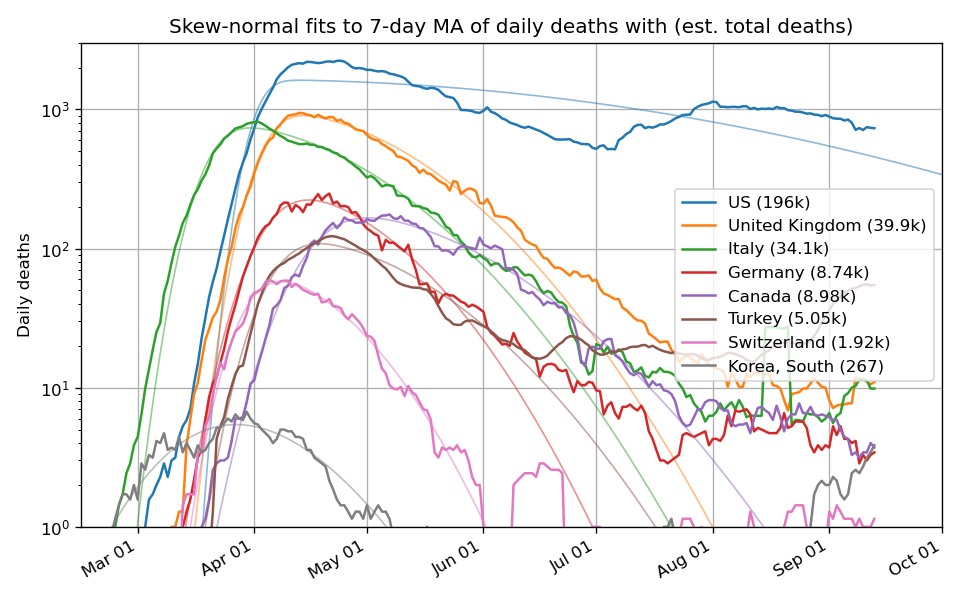 Skew-normal fits to 7-day MA of daily deaths with (est. total deaths)
Daily deaths
10³
10²
10¹
10⁰
US (196k)
United Kingdom (39.9k)
Italy (34.1k)
Germany (8.74k)
Canada (8.98k)
Turkey (5.05k)
Switzerland (1.92k)
Korea, South (267)
Mar 01
Apr 01
May 01
Jun 01
Jul 01
Aug 01
Sep 01
Oct 01